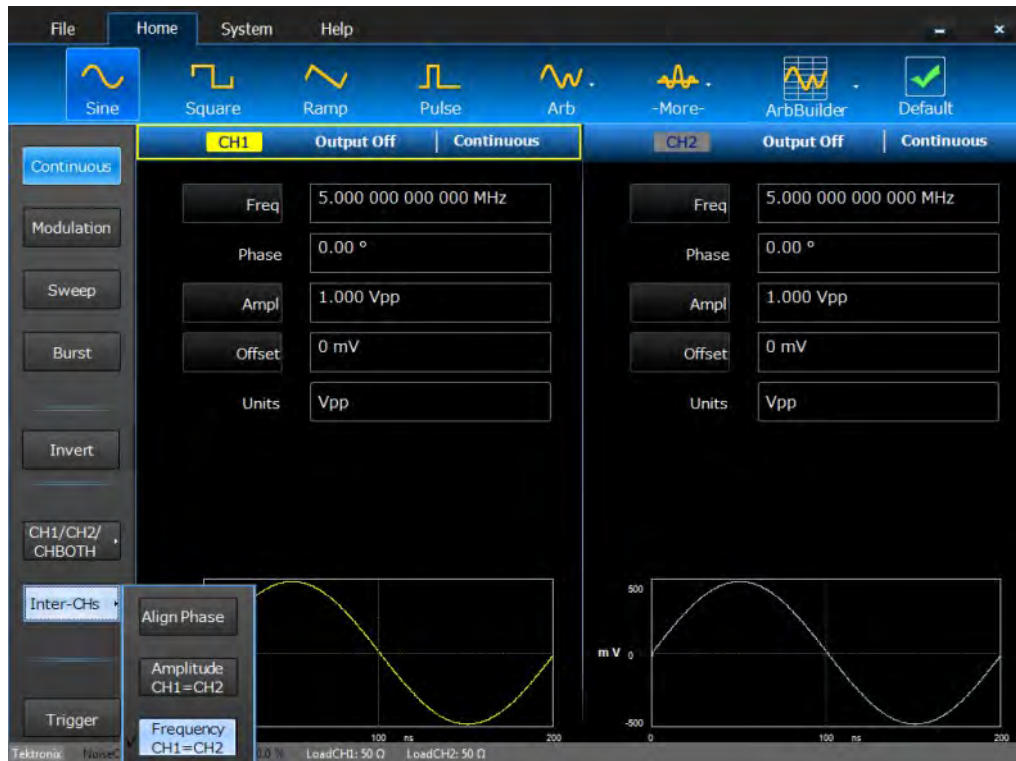 File Home System Help
Sine Square Ramp Pulse Arb -More- ArbBuilder Default
CH1 Output Off Continuous CH2 Output Off Continuous
Continuous
Modulation
Sweep
Burst
Invert
CH1/CH2/
CHBOTH
Inter-CHs
Trigger
Freq 5.000 000 000 000 MHz
Phase 0.00 °
Ampl 1.000 Vpp
Offset 0 mV
Units Vpp
Freq 5.000 000 000 000 MHz
Phase 0.00 °
Ampl 1.000 Vpp
Offset 0 mV
Units Vpp
Align Phase
Amplitude
CH1=CH2
Frequency
CH1=CH2
100 ns 200
500
mV 0
-500
0 100 ns 200
Tektronix 0.0 % LoadCH1: 50 Ω LoadCH2: 50 Ω